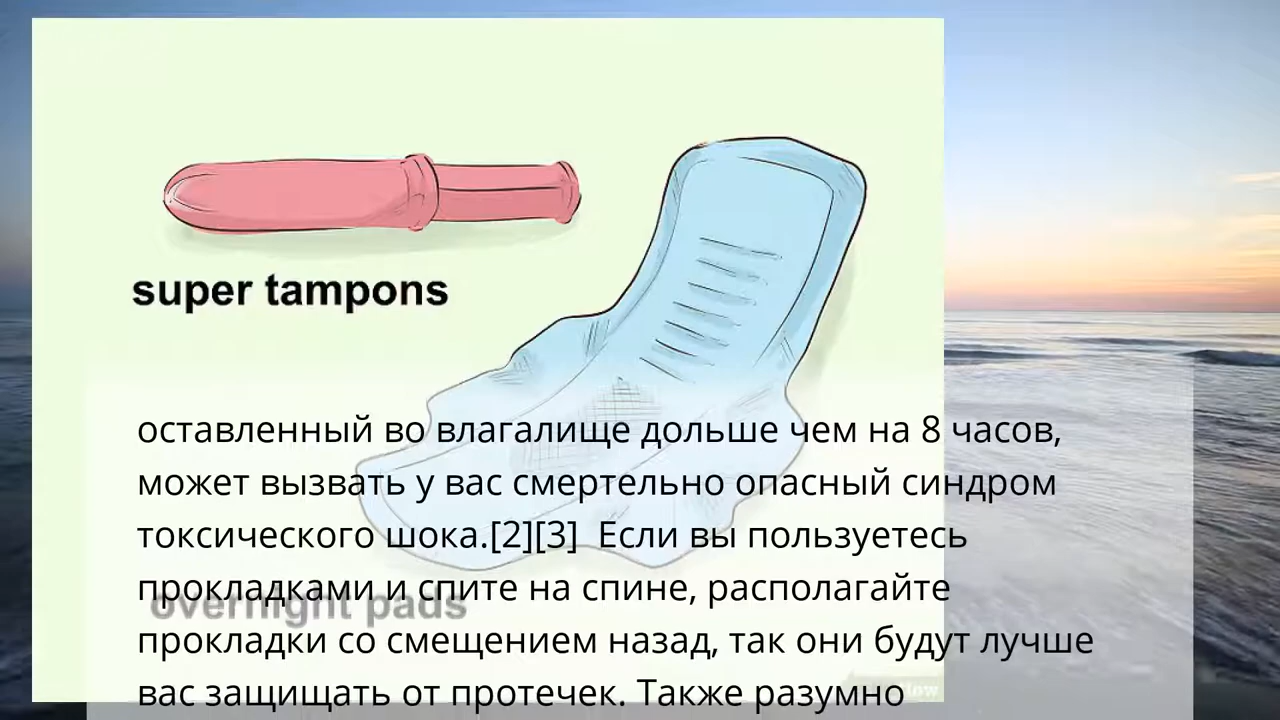 super tampons
оставленный во влагалище дольше чем на 8 часов,
может вызвать у вас смертельно опасный синдром
токсического шока.[2][3]  Если вы пользуетесь
прокладками и спите на спине, располагайте
overnight pads
прокладки со смещением назад, так они будут лучше
вас защищать от протечек. Также разумно